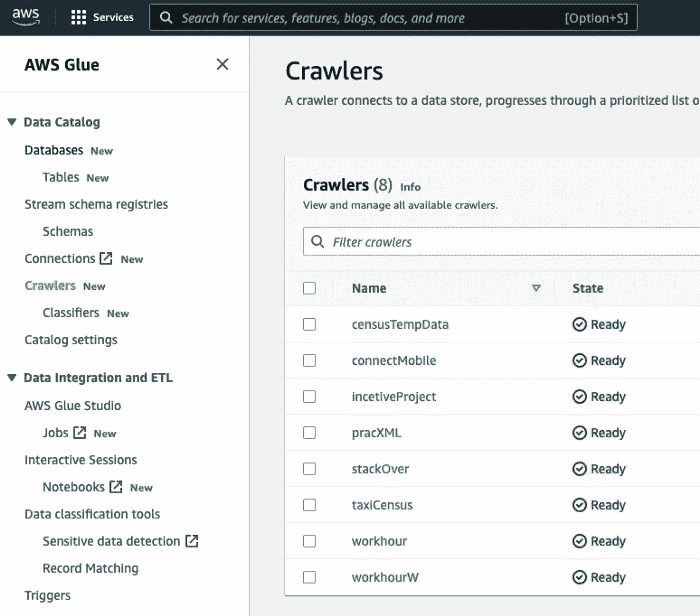 aws
Services
Search for services, features, blogs, docs, and more
[Option+S]
AWS Glue
Data Catalog
Databases New
Tables New
Stream schema registries
Schemas
Connections New
Crawlers New
Classifiers New
Catalog settings
Data Integration and ETL
AWS Glue Studio
Jobs New
Interactive Sessions
Notebooks New
Data classification tools
Sensitive data detection
Record Matching
Triggers
Crawlers
A crawler connects to a data store, progresses through a prioritized list o
Crawlers (8) Info
View and manage all available crawlers.
Filter crawlers
Name State
censusTempData Ready
connectMobile Ready
incetiveProject Ready
pracXML Ready
stackOver Ready
taxiCensus Ready
workhour Ready
workhourW Ready